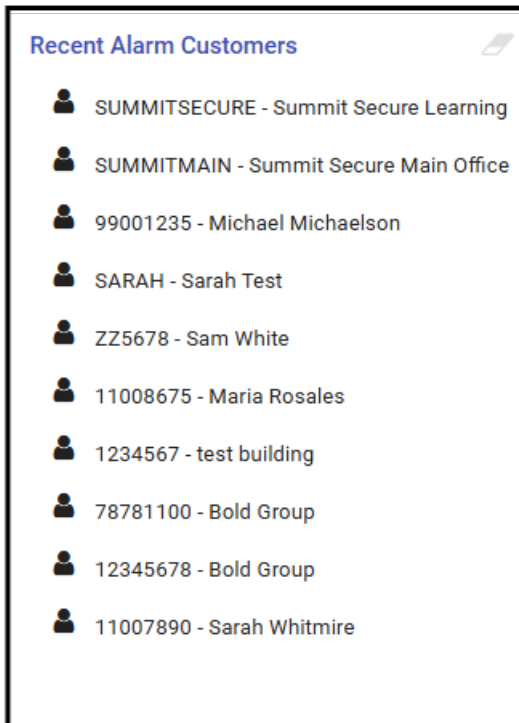 Recent Alarm Customers
SUMMITSECURE - Summit Secure Learning
SUMMITMAIN - Summit Secure Main Office
99001235 - Michael Michaelson
SARAH - Sarah Test
ZZ5678 - Sam White
11008675 - Maria Rosales
1234567 - test building
78781100 - Bold Group
12345678 - Bold Group
11007890 - Sarah Whitmire